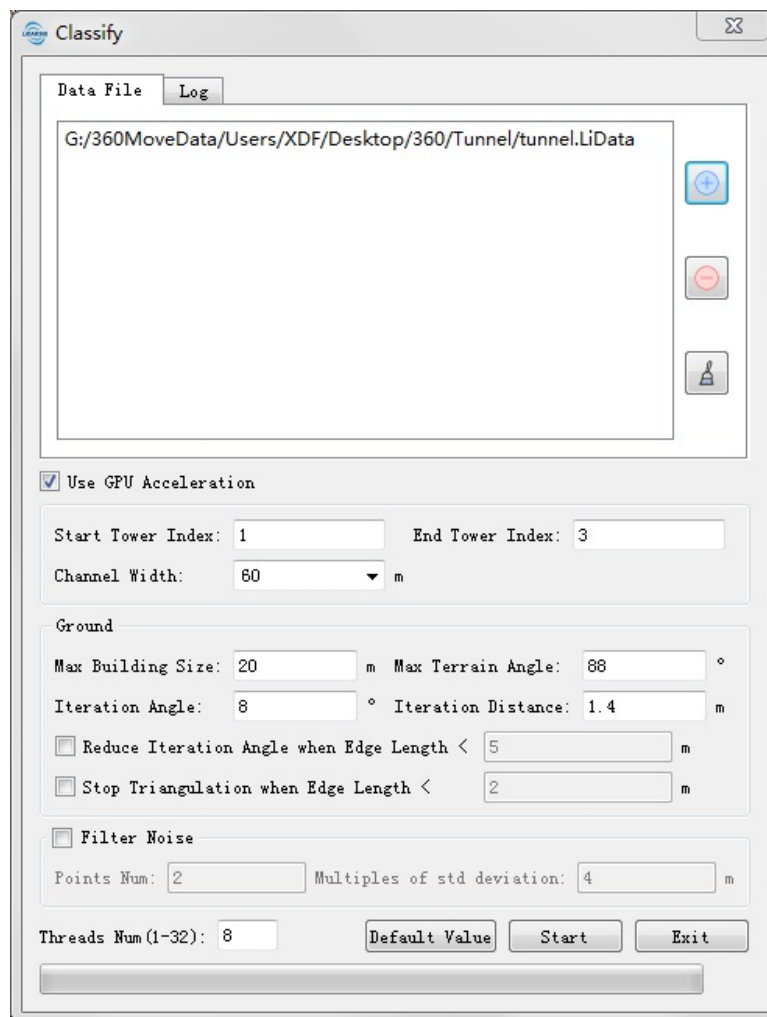 Classify
Data File Log
G:/360MoveData/Users/XDF/Desktop/360/Tunnel/tunnel.LiData
Use GPU Acceleration
Start Tower Index: 1 End Tower Index: 3
Channel Width: 60 m
Ground
Max Building Size: 20 m Max Terrain Angle: 88 °
Iteration Angle: 8 ° Iteration Distance: 1.4 m
Reduce Iteration Angle when Edge Length < 5 m
Stop Triangulation when Edge Length < 2 m
Filter Noise
Points Num: 2 Multiples of std deviation: 4 m
Threads Num(1-32): 8 Default Value Start Exit